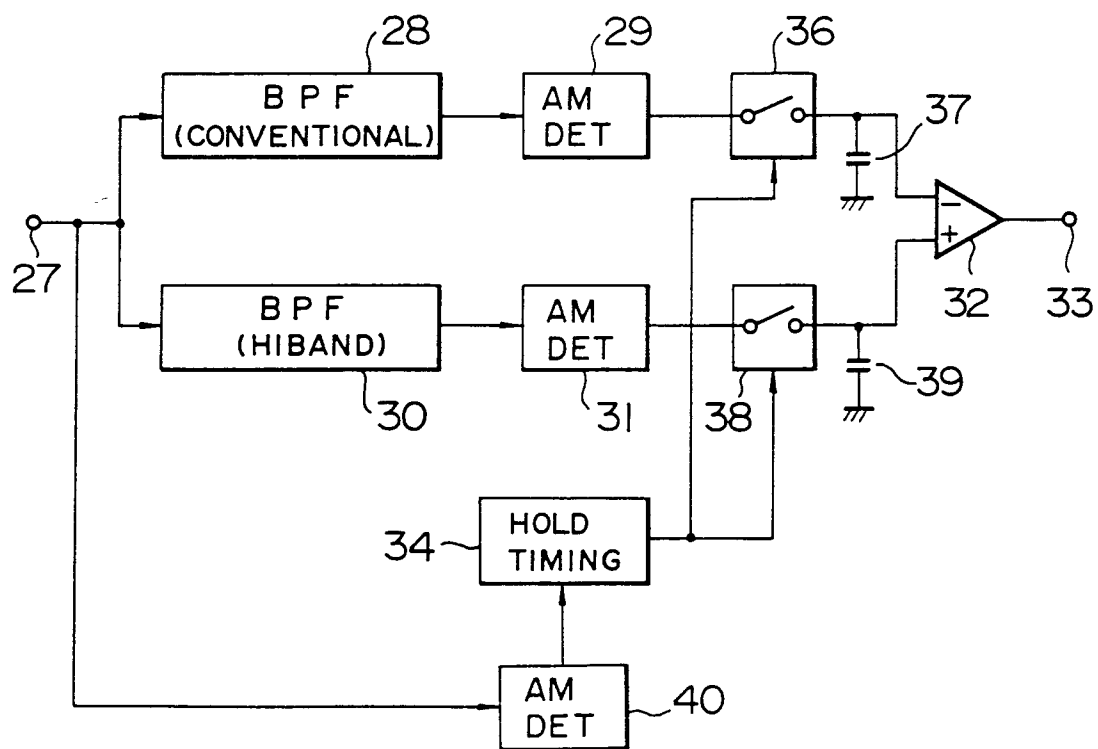 28
29
36
B P F
(CONVENTIONAL)
AM
DET
37
27
−
+
32
33
B P F
(HIBAND)
AM
DET
30
31
38
39
34
HOLD
TIMING
AM
DET
40